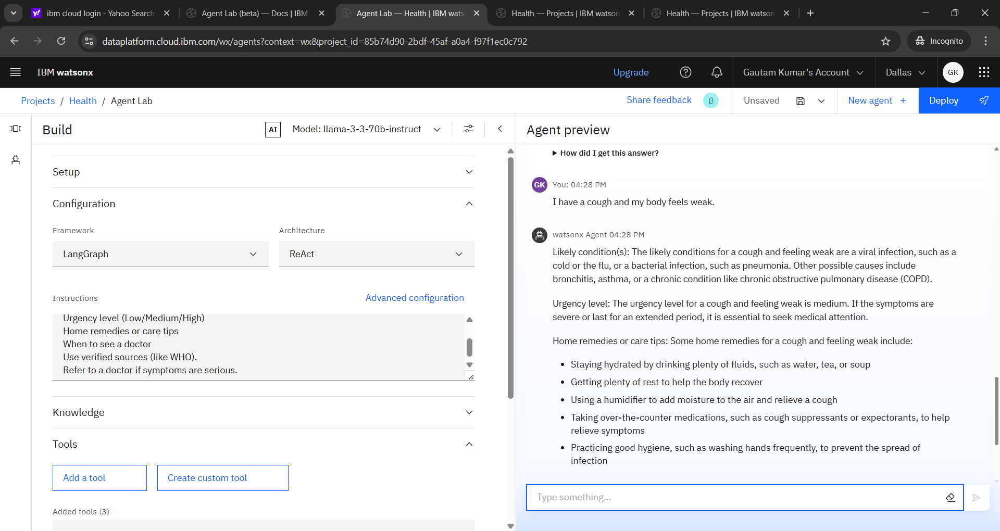 ibm cloud login - Yahoo Search
Agent Lab (beta) — Docs | IBM
Agent Lab — Health | IBM wats
Health — Projects | IBM watson
Health — Projects | IBM watson
dataplatform.cloud.ibm.com/wx/agents?context=wx&project_id=85b74d90-2bdf-45af-a0a4-f97f1ec0c792
Incognito
IBM watsonx
Upgrade
Gautam Kumar's Account
Dallas
GK
Projects / Health / Agent Lab
Share feedback
β
Unsaved
New agent +
Deploy
Build
AI
Model: llama-3-3-70b-instruct
Setup
Configuration
Framework
Architecture
LangGraph
ReAct
Instructions
Advanced configuration
Urgency level (Low/Medium/High)
Home remedies or care tips
When to see a doctor
Use verified sources (like WHO).
Refer to a doctor if symptoms are serious.
Knowledge
Tools
Add a tool
Create custom tool
Added tools (3)
Agent preview
How did I get this answer?
GK
You: 04:28 PM
I have a cough and my body feels weak.
watsonx Agent 04:28 PM
Likely condition(s): The likely conditions for a cough and feeling weak are a viral infection, such as a
cold or the flu, or a bacterial infection, such as pneumonia. Other possible causes include
bronchitis, asthma, or a chronic condition like chronic obstructive pulmonary disease (COPD).
Urgency level: The urgency level for a cough and feeling weak is medium. If the symptoms are
severe or last for an extended period, it is essential to seek medical attention.
Home remedies or care tips: Some home remedies for a cough and feeling weak include:
• Staying hydrated by drinking plenty of fluids, such as water, tea, or soup
• Getting plenty of rest to help the body recover
• Using a humidifier to add moisture to the air and relieve a cough
• Taking over-the-counter medications, such as cough suppressants or expectorants, to help
relieve symptoms
• Practicing good hygiene, such as washing hands frequently, to prevent the spread of
infection
Type something...